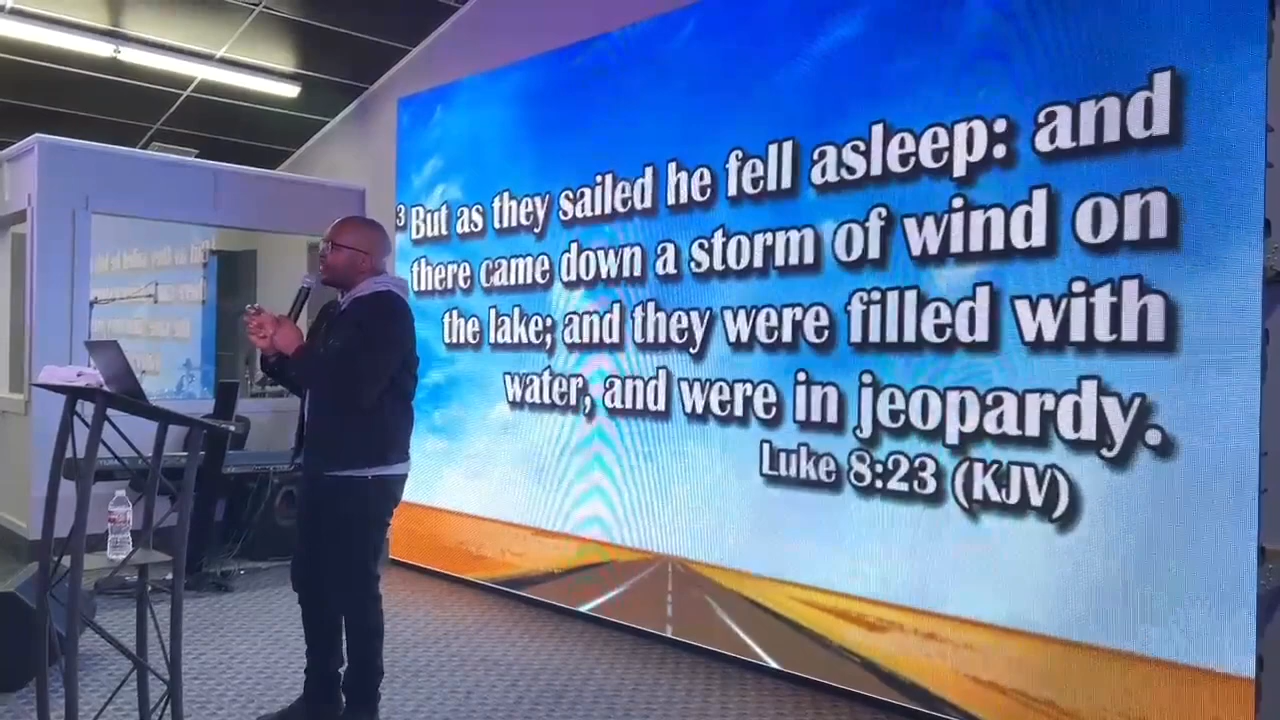 3 But as they sailed he fell asleep: and
there came down a storm of wind on
the lake; and they were filled with
water, and were in jeopardy.
Luke 8:23 (KJV)